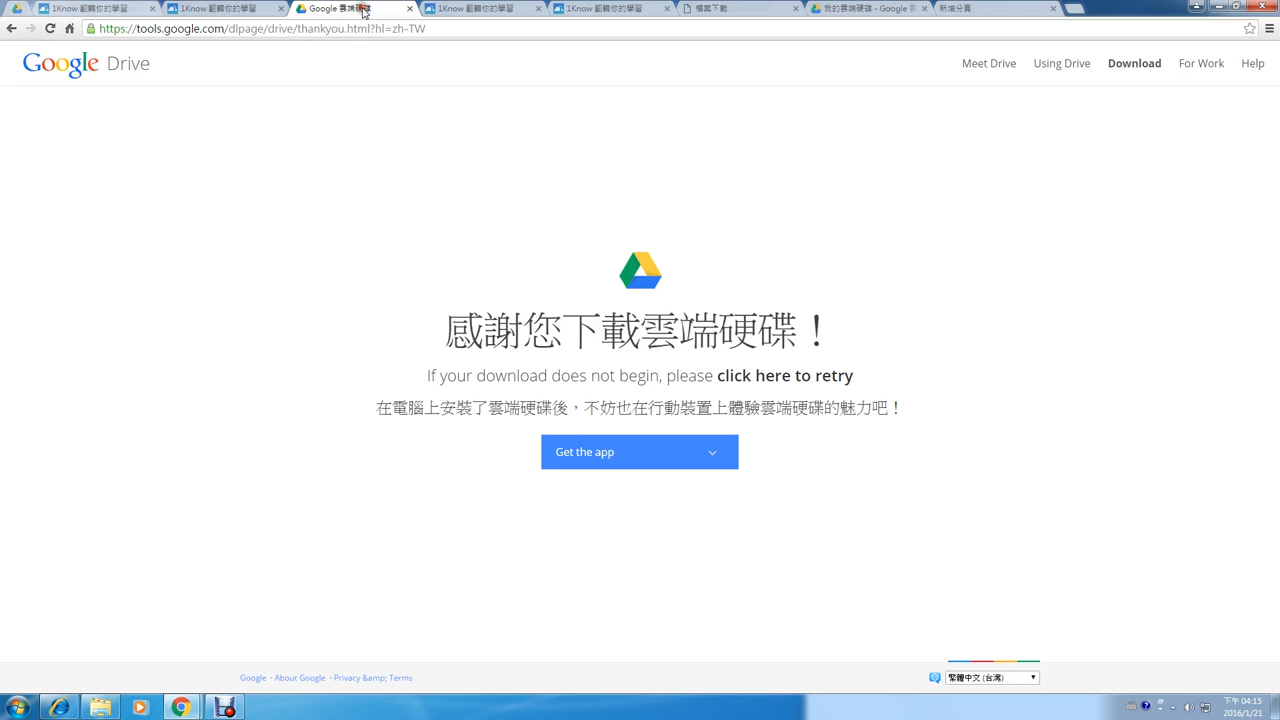 1Know 翻轉你的學習
1Know 翻轉你的學習
Google 雲端硬碟
1Know 翻轉你的學習
1Know 翻轉你的學習
檔案下載
我的雲端硬碟 - Google
新增分頁
https://tools.google.com/dlpage/drive/thankyou.html?hl=zh-TW
Google Drive
Meet Drive
Using Drive
Download
For Work
Help
感謝您下載雲端硬碟！
If your download does not begin, please click here to retry
在電腦上安裝了雲端硬碟後，不妨也在行動裝置上體驗雲端硬碟的魅力吧！
Get the app
Google · About Google · Privacy &amp; Terms
繁體中文 (台灣)
下午 04:15
2016/1/21